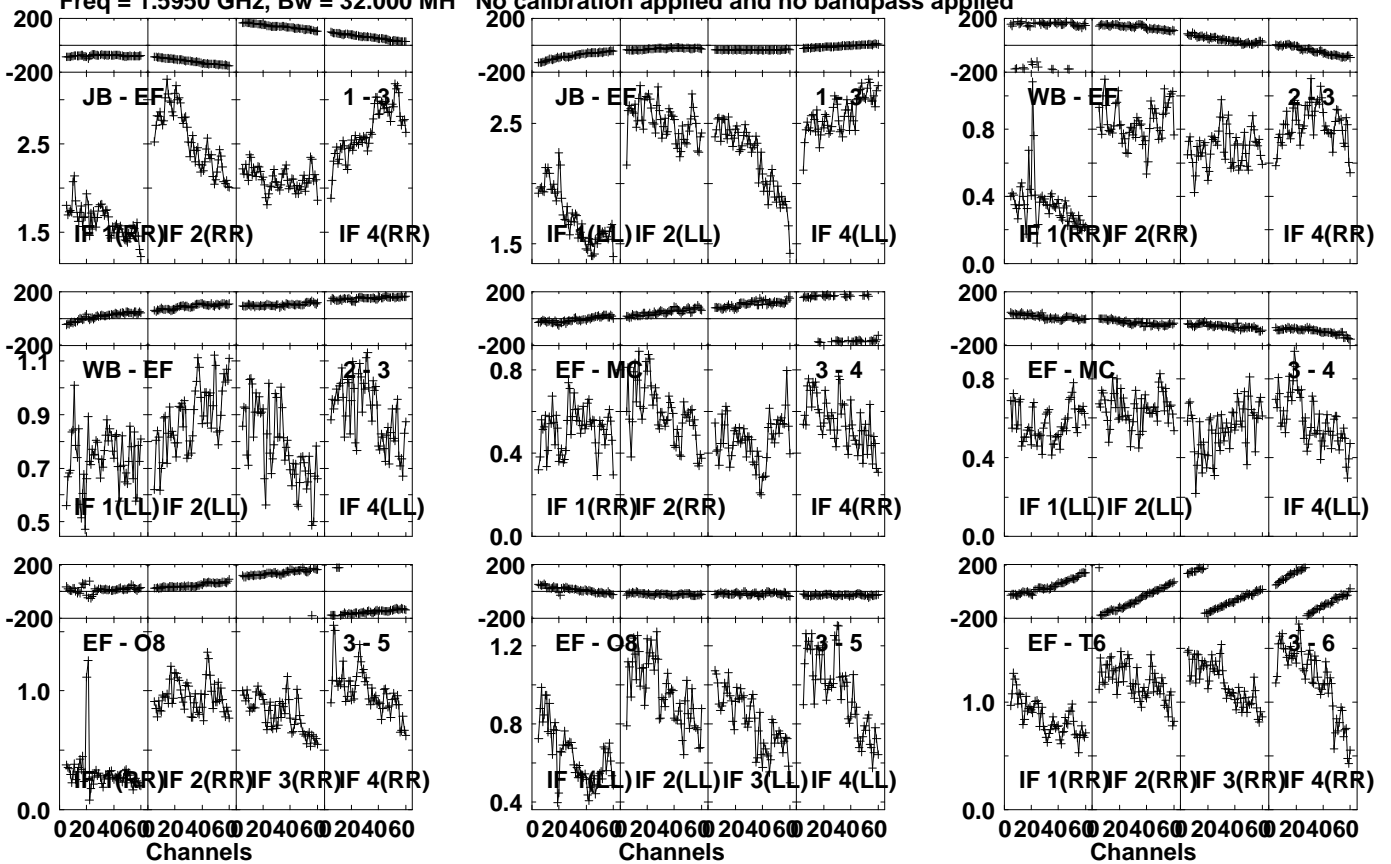 Freq = 1.5950 GHz, Bw = 32.000 MH No calibration applied and no bandpass applied
200
-200
JB - EF 1 - 3
2.5
1.5
IF 1(RR) IF 2(RR) IF 4(RR)
JB - EF 1 - 3
2.5
1.5
IF 1(LL) IF 2(LL) IF 4(LL)
200
-200
WB - EF 2 - 3
0.8
0.4
0.0
IF 1(RR) IF 2(RR) IF 4(RR)
200
-200
1.1
WB - EF 2 - 3
0.9
0.7
0.5
IF 1(LL) IF 2(LL) IF 4(LL)
200
-200
EF - MC 3 - 4
0.8
0.4
0.0
IF 1(RR) IF 2(RR) IF 4(RR)
200
-200
EF - MC 3 - 4
0.8
0.4
0.0
IF 1(LL) IF 2(LL) IF 4(LL)
200
-200
EF - O8 3 - 5
1.0
0.0
IF 1(RR) IF 2(RR) IF 3(RR) IF 4(RR)
0 20 40 60 0 20 40 60 0 20 40 60 0 20 40 60
Channels
200
-200
EF - O8 3 - 5
1.2
0.8
0.4
IF 1(LL) IF 2(LL) IF 3(LL) IF 4(LL)
0 20 40 60 0 20 40 60 0 20 40 60 0 20 40 60
Channels
200
-200
EF - T6 3 - 6
1.0
0.0
IF 1(RR) IF 2(RR) IF 3(RR) IF 4(RR)
0 20 40 60 0 20 40 60 0 20 40 60 0 20 40 60
Channels